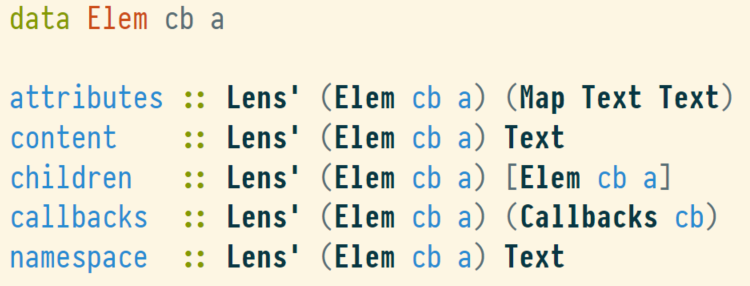 data Elem cb a
attributes :: Lens' (Elem cb a) (Map Text Text)
content :: Lens' (Elem cb a) Text
children :: Lens' (Elem cb a) [Elem cb a]
callbacks :: Lens' (Elem cb a) (Callbacks cb)
namespace :: Lens' (Elem cb a) Text